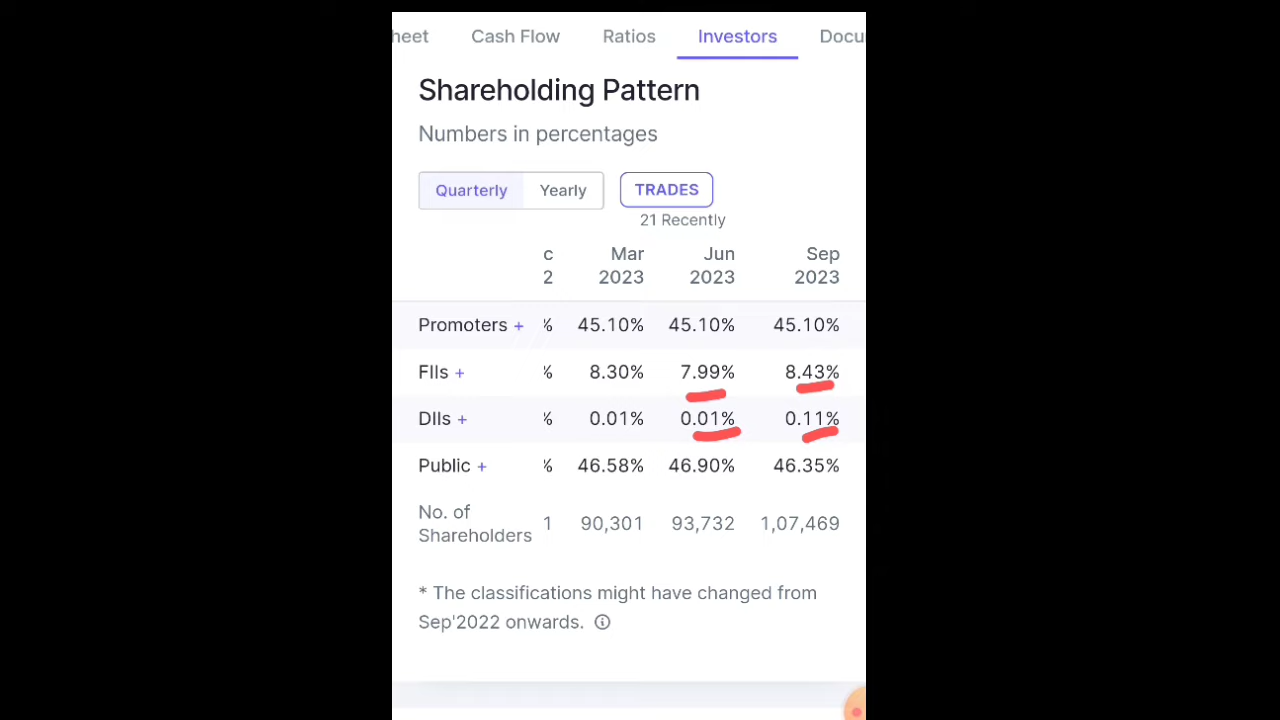 heet Cash Flow Ratios Investors Docu
Shareholding Pattern
Numbers in percentages
Quarterly Yearly TRADES
21 Recently
c Mar Jun Sep
2 2023 2023 2023
Promoters + % 45.10% 45.10% 45.10%
FIIs + % 8.30% 7.99% 8.43%
DIIs + % 0.01% 0.01% 0.11%
Public + % 46.58% 46.90% 46.35%
No. of
Shareholders 1 90,301 93,732 1,07,469
* The classifications might have changed from
Sep'2022 onwards.